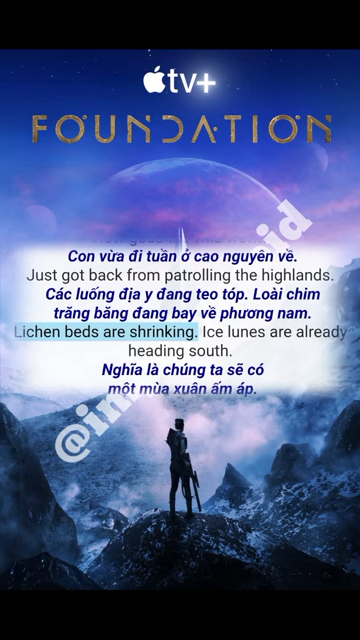 tv+
FOUNDATION
Con vừa đi tuần ở cao nguyên về.
Just got back from patrolling the highlands.
Các luống địa y đang teo tóp. Loài chim
trăng băng đang bay về phương nam.
Lichen beds are shrinking. Ice lunes are already
heading south.
Nghĩa là chúng ta sẽ có
một mùa xuân ấm áp.